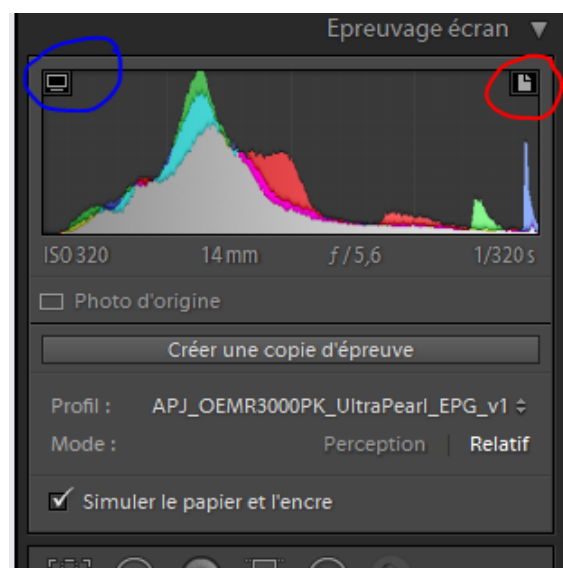 Epreuvage écran
ISO 320 14 mm ƒ / 5,6 1/320 s
Photo d'origine
Créer une copie d'épreuve
Profil : APJ_OEMR3000PK_UltraPearl_EPG_v1
Mode : Perception Relatif
Simuler le papier et l'encre